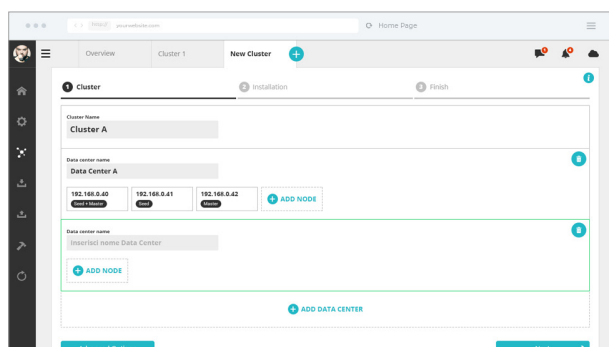 yourwebsite.com
Home Page
Overview
Cluster 1
New Cluster
1 Cluster
2 Installation
3 Finish
Cluster Name
Cluster A
Data center name
Data Center A
192.168.0.40
192.168.0.41
192.168.0.42
Seed + Master
Seed
Master
ADD NODE
Data center name
Inserisci nome Data Center
ADD NODE
ADD DATA CENTER